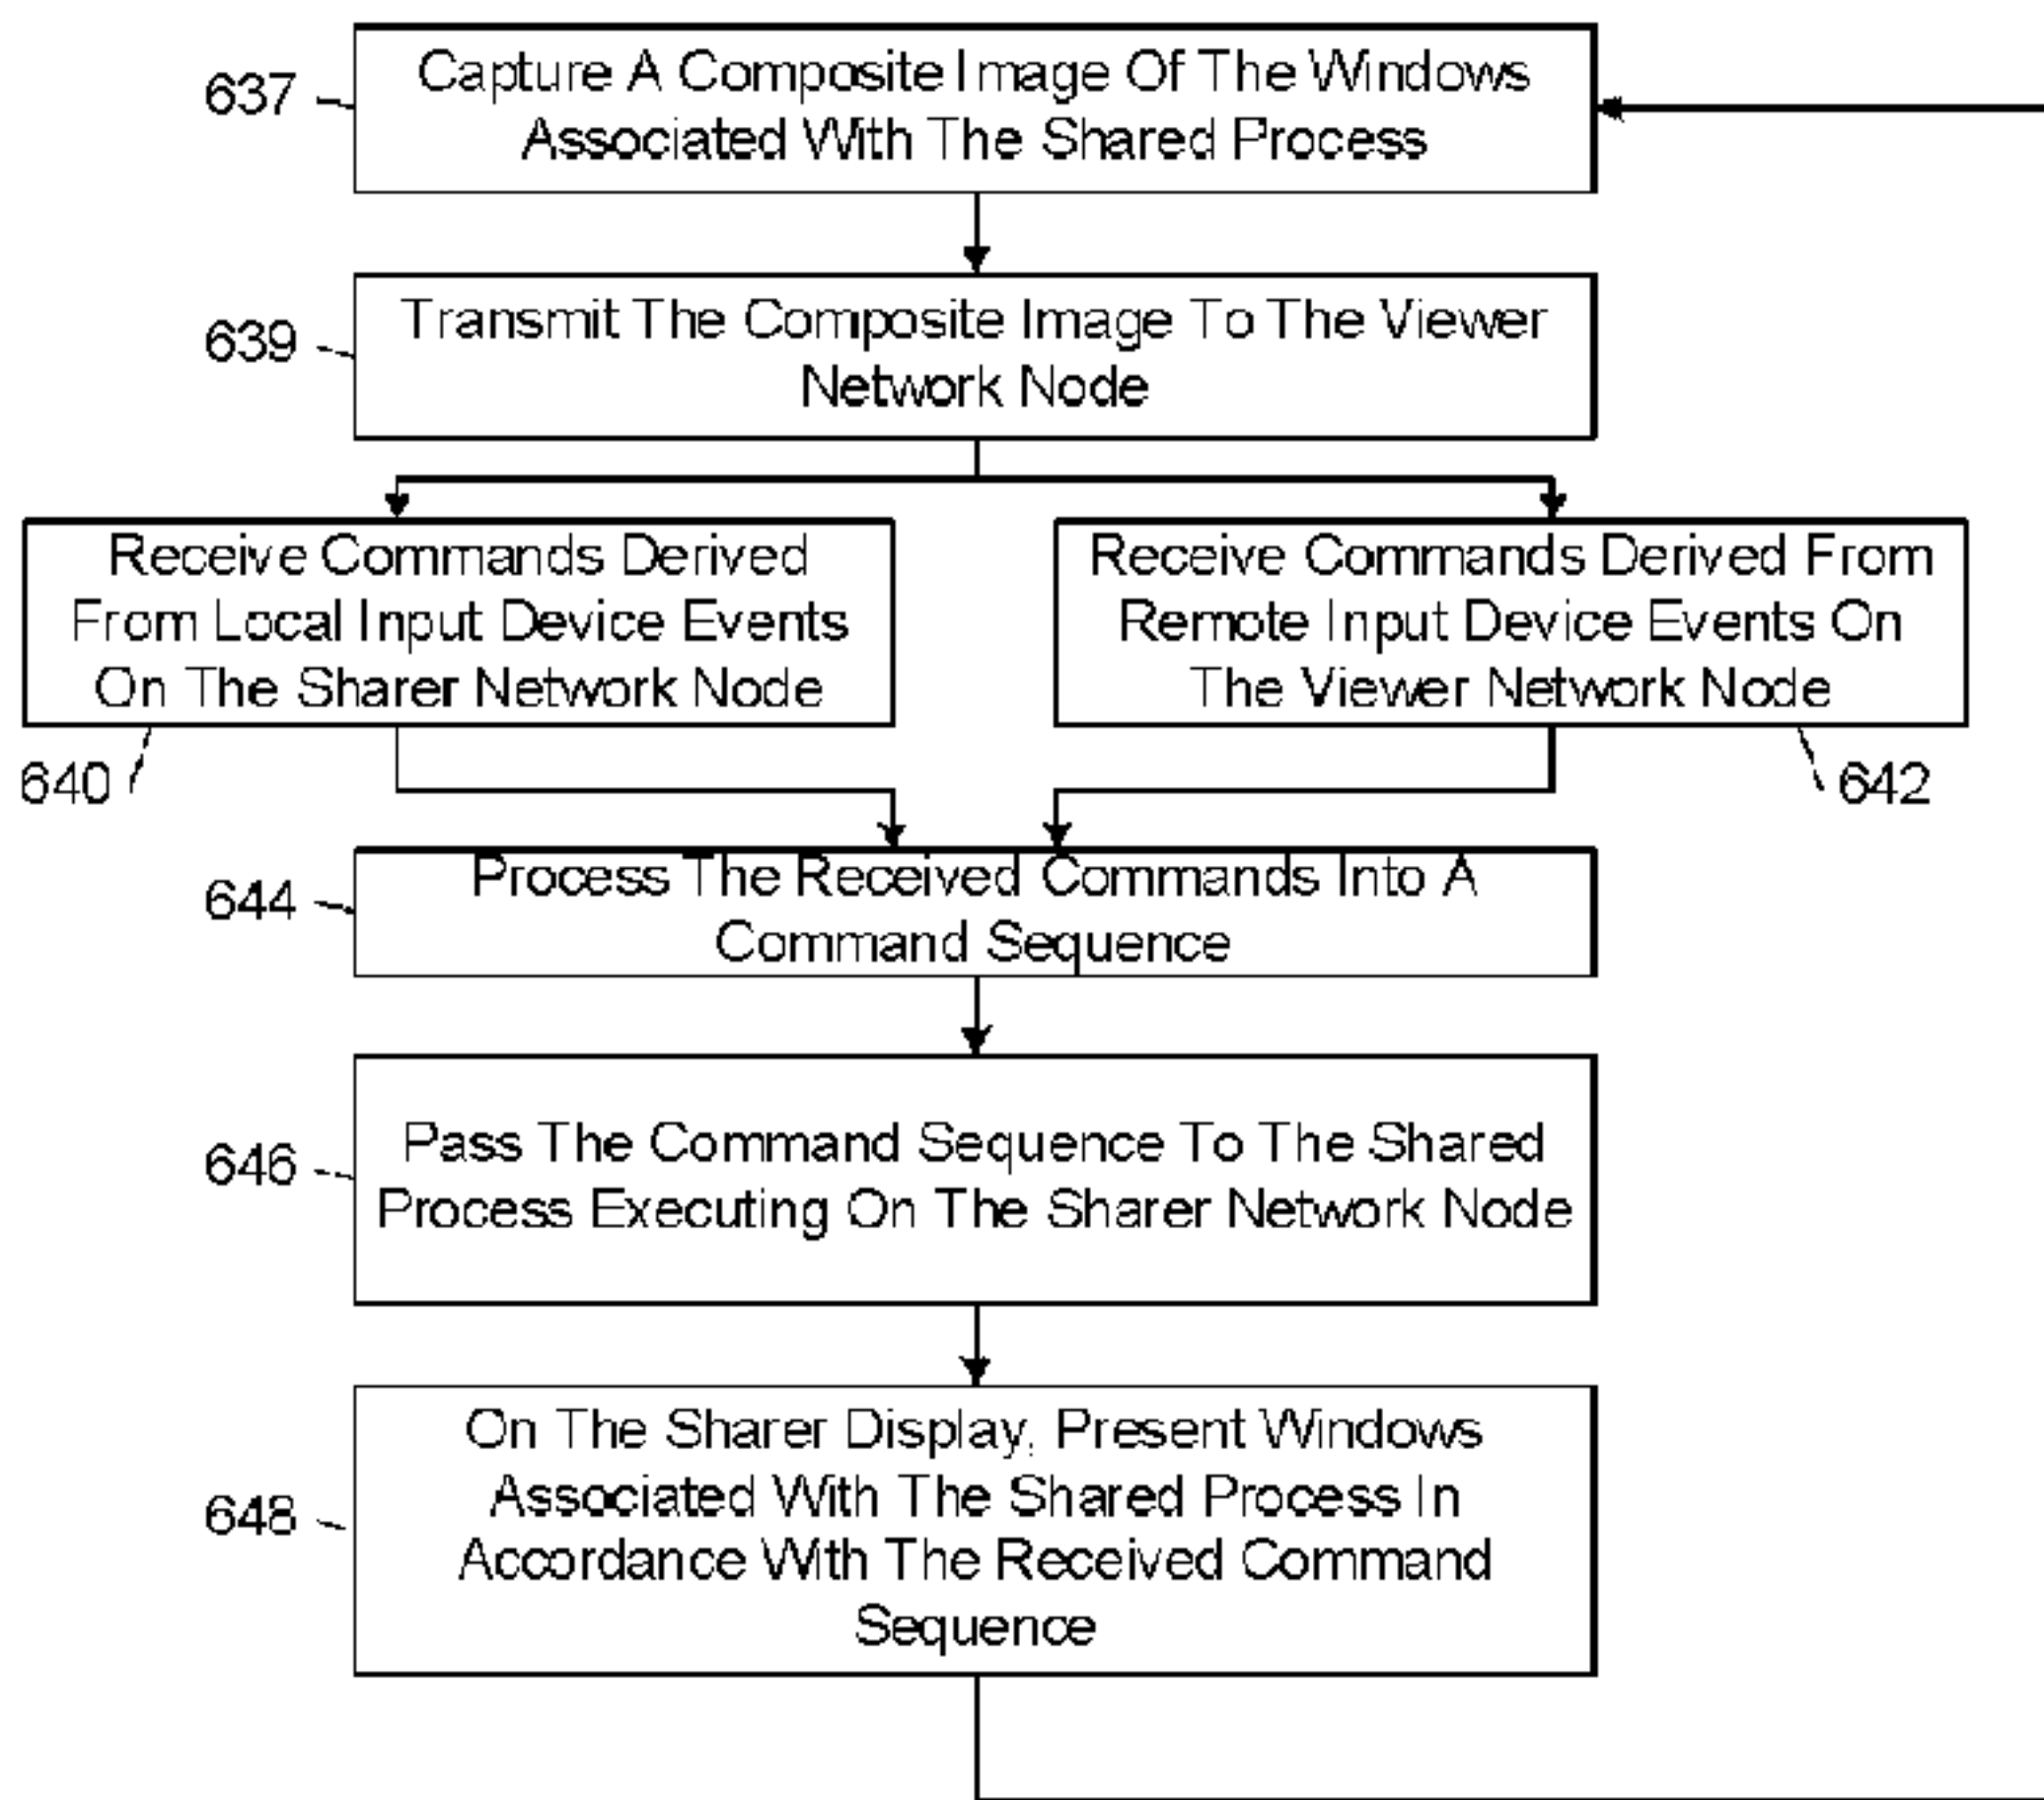 637
Capture A Composite Image Of The Windows
Associated With The Shared Process
639
Transmit The Composite Image To The Viewer
Network Node
Receive Commands Derived
From Local Input Device Events
On The Sharer Network Node
640
Receive Commands Derived From
Remote Input Device Events On
The Viewer Network Node
642
644
Process The Received Commands Into A
Command Sequence
646
Pass The Command Sequence To The Shared
Process Executing On The Sharer Network Node
648
On The Sharer Display, Present Windows
Associated With The Shared Process In
Accordance With The Received Command
Sequence